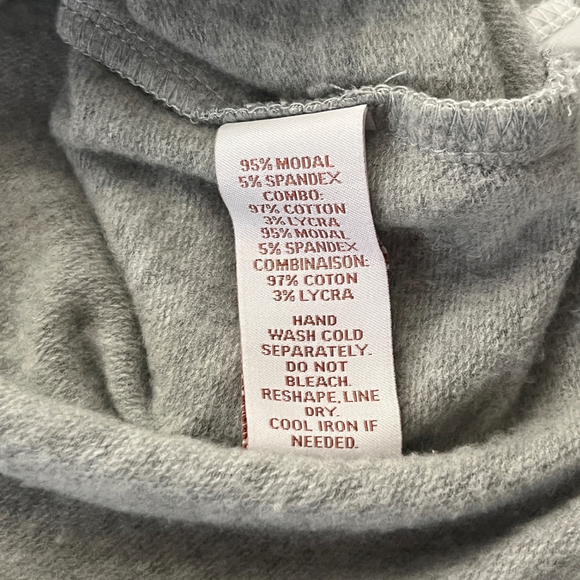 95% MODAL
5% SPANDEX
COMBO:
97% COTTON
3% LYCRA
95% MODAL
5% SPANDEX
COMBINAISON:
97% COTON
3% LYCRA
HAND
WASH COLD
SEPARATELY.
DO NOT
BLEACH.
RESHAPE, LINE
DRY.
COOL IRON IF
NEEDED.